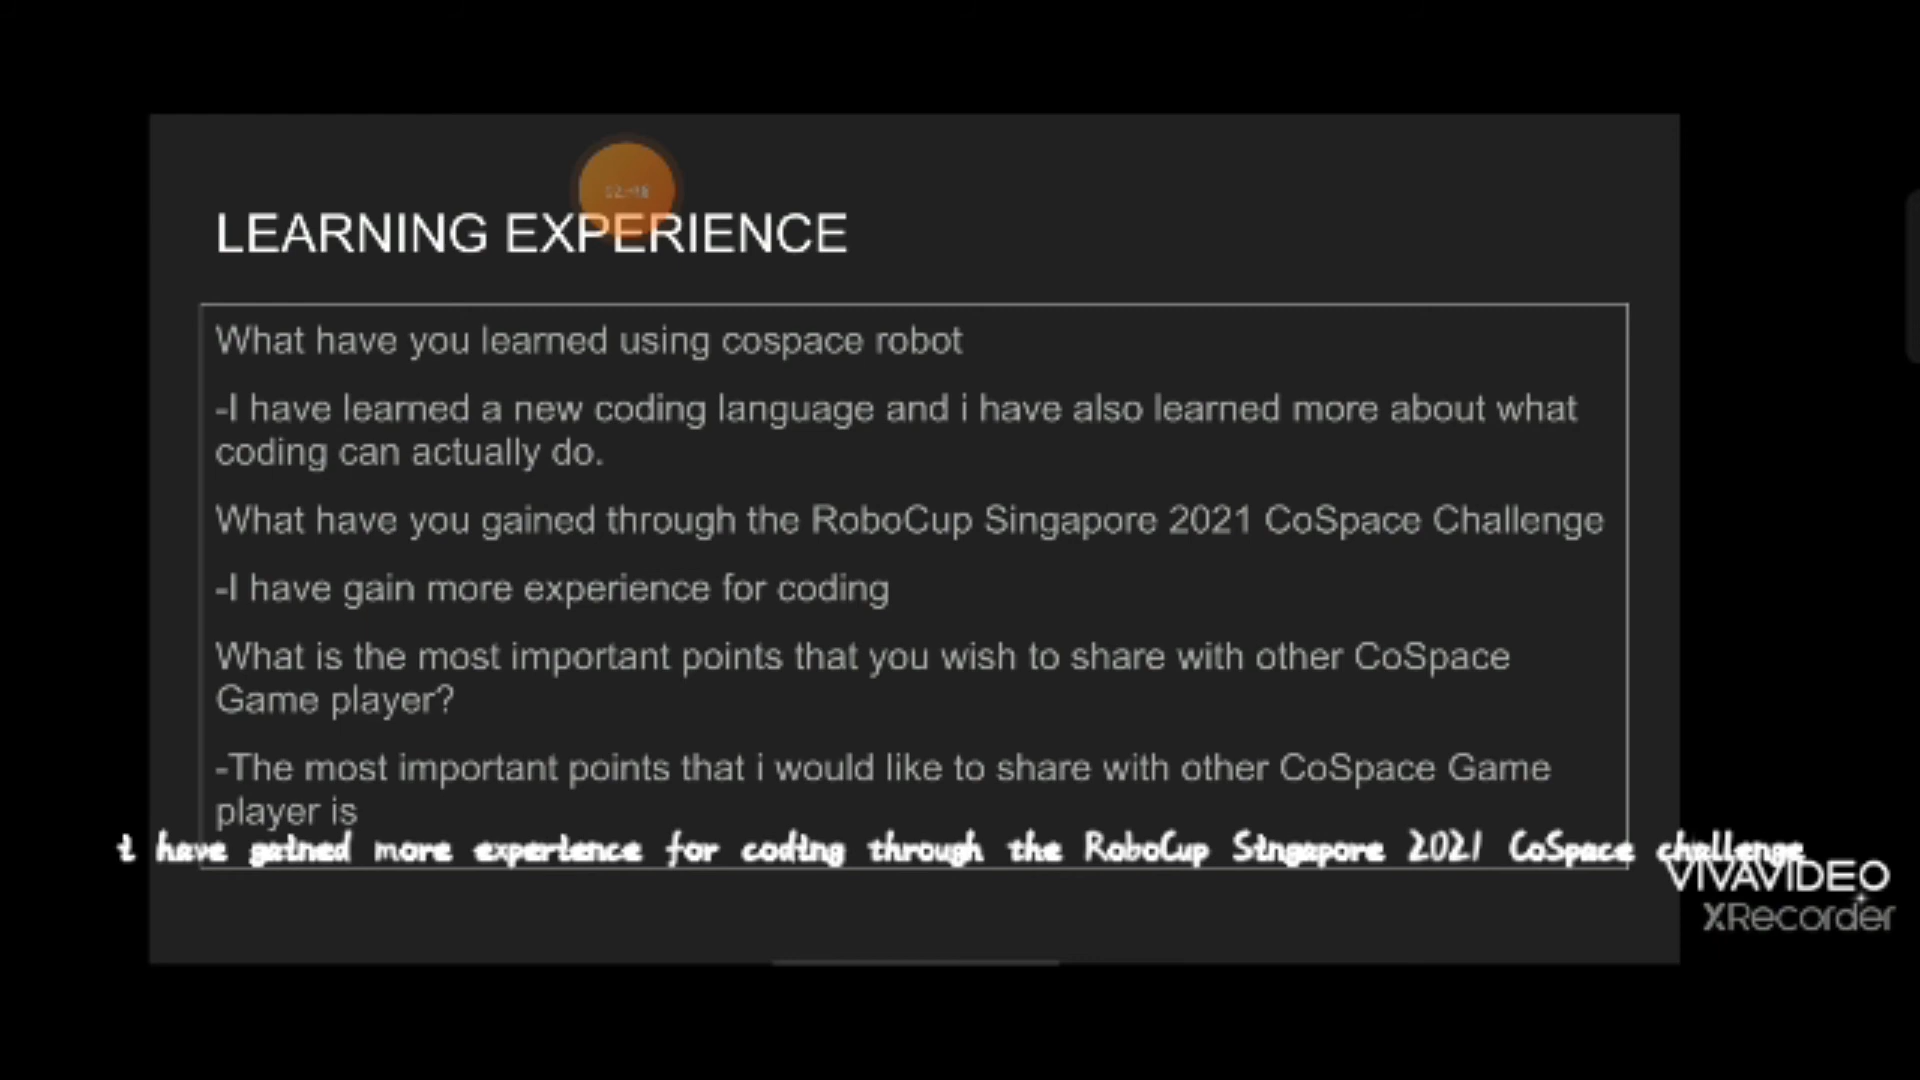 LEARNING EXPERIENCE
What have you learned using cospace robot
-I have learned a new coding language and i have also learned more about what
coding can actually do.
What have you gained through the RoboCup Singapore 2021 CoSpace Challenge
-I have gain more experience for coding
What is the most important points that you wish to share with other CoSpace
Game player?
-The most important points that i would like to share with other CoSpace Game
player is
i have gained more experience for coding through the RoboCup Singapore 2021 CoSpace challenge
VIVAVIDEO
XRecorder